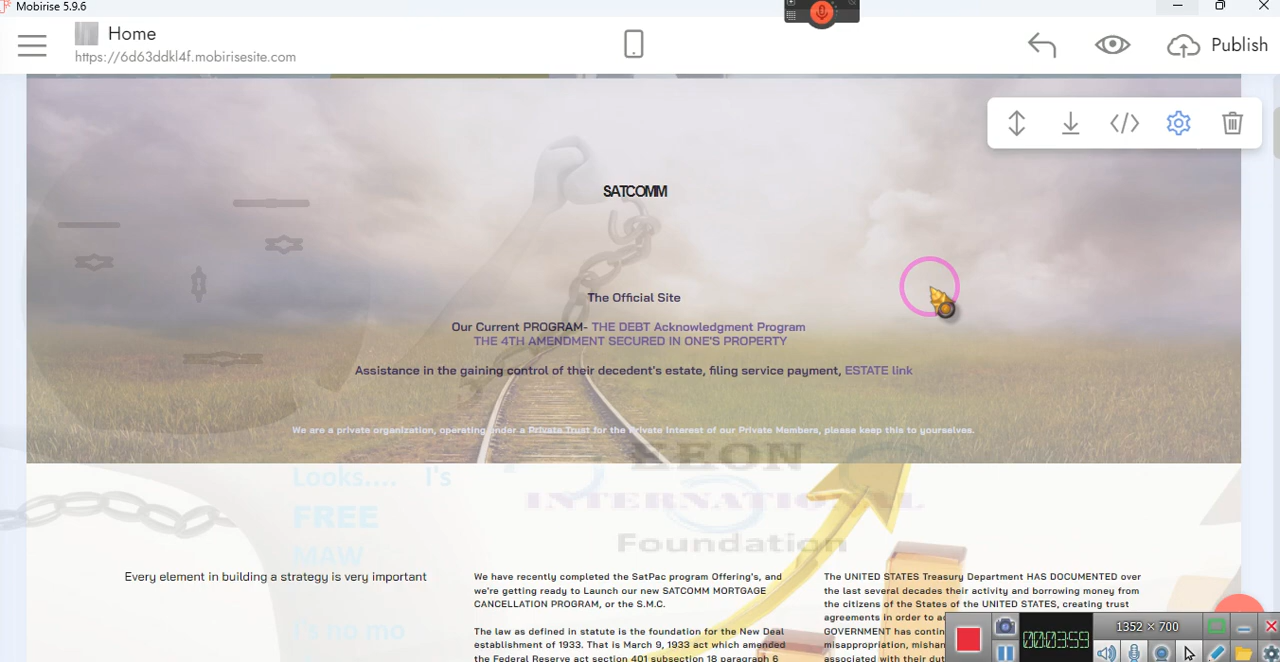 Mobirise 5.9.6
Home
https://6d63ddkl4f.mobirisesite.com
Publish
SATCOMM
The Official Site
Our Current PROGRAM- THE DEBT Acknowledgment Program
THE 4TH AMENDMENT SECURED IN ONE'S PROPERTY
Assistance in the gaining control of their decedent's estate, filing service payment, ESTATE link
We are a private organization, operating under a Private Trust for the Private Interest of our Private Members, please keep this to yourselves.
Looks.... I's
FREE
MAW
I's no mo
KEON
INTERNATIONAL
Foundation
Every element in building a strategy is very important
We have recently completed the SatPac program Offering's, and
we're getting ready to Launch our new SATCOMM MORTGAGE
CANCELLATION PROGRAM, or the S.M.C.
The law as defined in statute is the foundation for the New Deal
establishment of 1933. That is March 9, 1933 act which amended
the Federal Reserve act section 401 subsection 18 paragraph 6
The UNITED STATES Treasury Department HAS DOCUMENTED over
the last several decades their activity and borrowing money from
the citizens of the States of the UNITED STATES, creating trust
agreements in order to
GOVERNMENT has
misappropriation,
associated with their
1352 × 700
00:03:59